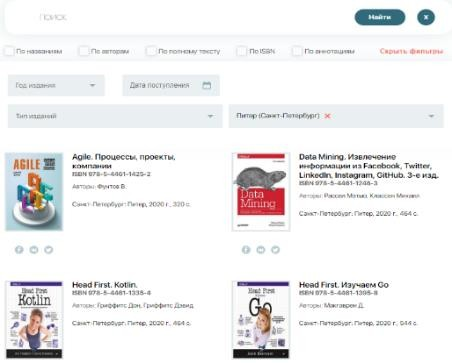 поиск
Найти
x
По названиям
По авторам
По полному тексту
По ISBN
По аннотациям
Скрыть фильтры
Год издания
Дата поступления
Тип изданий
Питер (Санкт-Петербург) ×
AGILE
Agile. Процессы, проекты,
компании
ISBN 978-5-4461-1425-2
Авторы: Фунтов В.
Санкт-Петербург: Питер, 2020 г., 320 с.
Data
Mining
Data Mining. Извлечение
информации из Facebook, Twitter,
LinkedIn, Instagram, GitHub. 3-е изд.
ISBN 978-5-4461-1246-3
Авторы: Рассел Мэтью, Классен Михаил
Санкт-Петербург: Питер, 2020 г., 464 с.
Head First
Kotlin
Head First. Kotlin.
ISBN 978-5-4461-1335-4
Авторы: Гриффитс Дон, Гриффитс Дэвид
Санкт-Петербург: Питер, 2020 г., 464 с.
Head First
Go
Head First. Изучаем Go
ISBN 978-5-4461-1395-8
Авторы: Макгаврен Д.
Санкт-Петербург: Питер, 2020 г., 544 с.